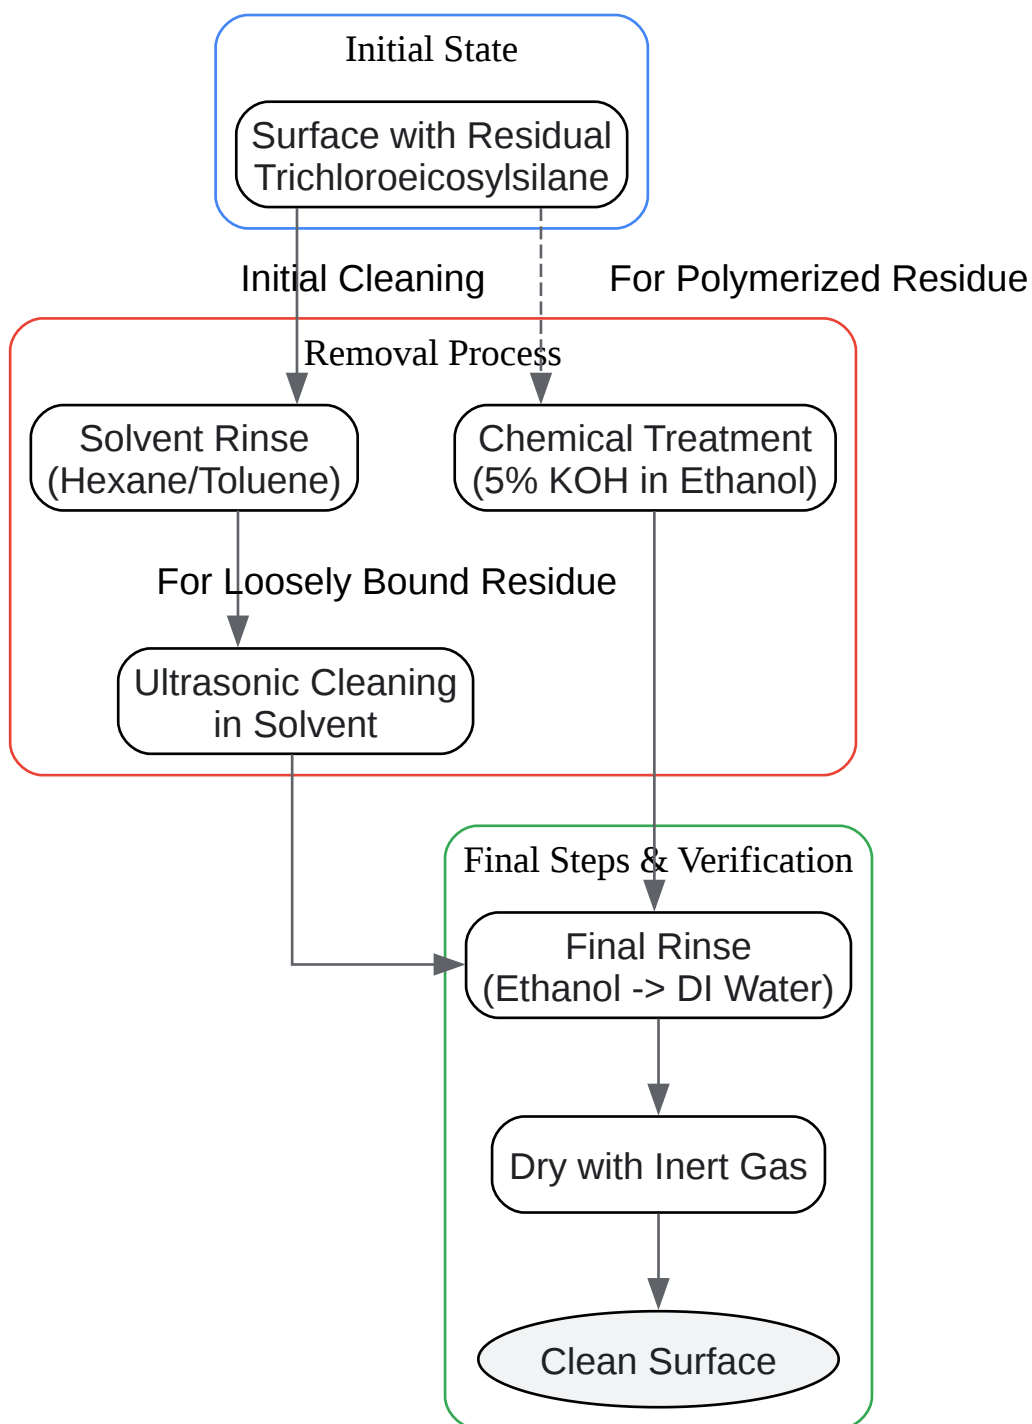 Initial State
Surface with Residual
Trichloroeicosylsilane
Initial Cleaning
For Polymerized Residue
Removal Process
Solvent Rinse
(Hexane/Toluene)
Chemical Treatment
(5% KOH in Ethanol)
For Loosely Bound Residue
Ultrasonic Cleaning
in Solvent
Final Steps & Verification
Final Rinse
(Ethanol -> DI Water)
Dry with Inert Gas
Clean Surface